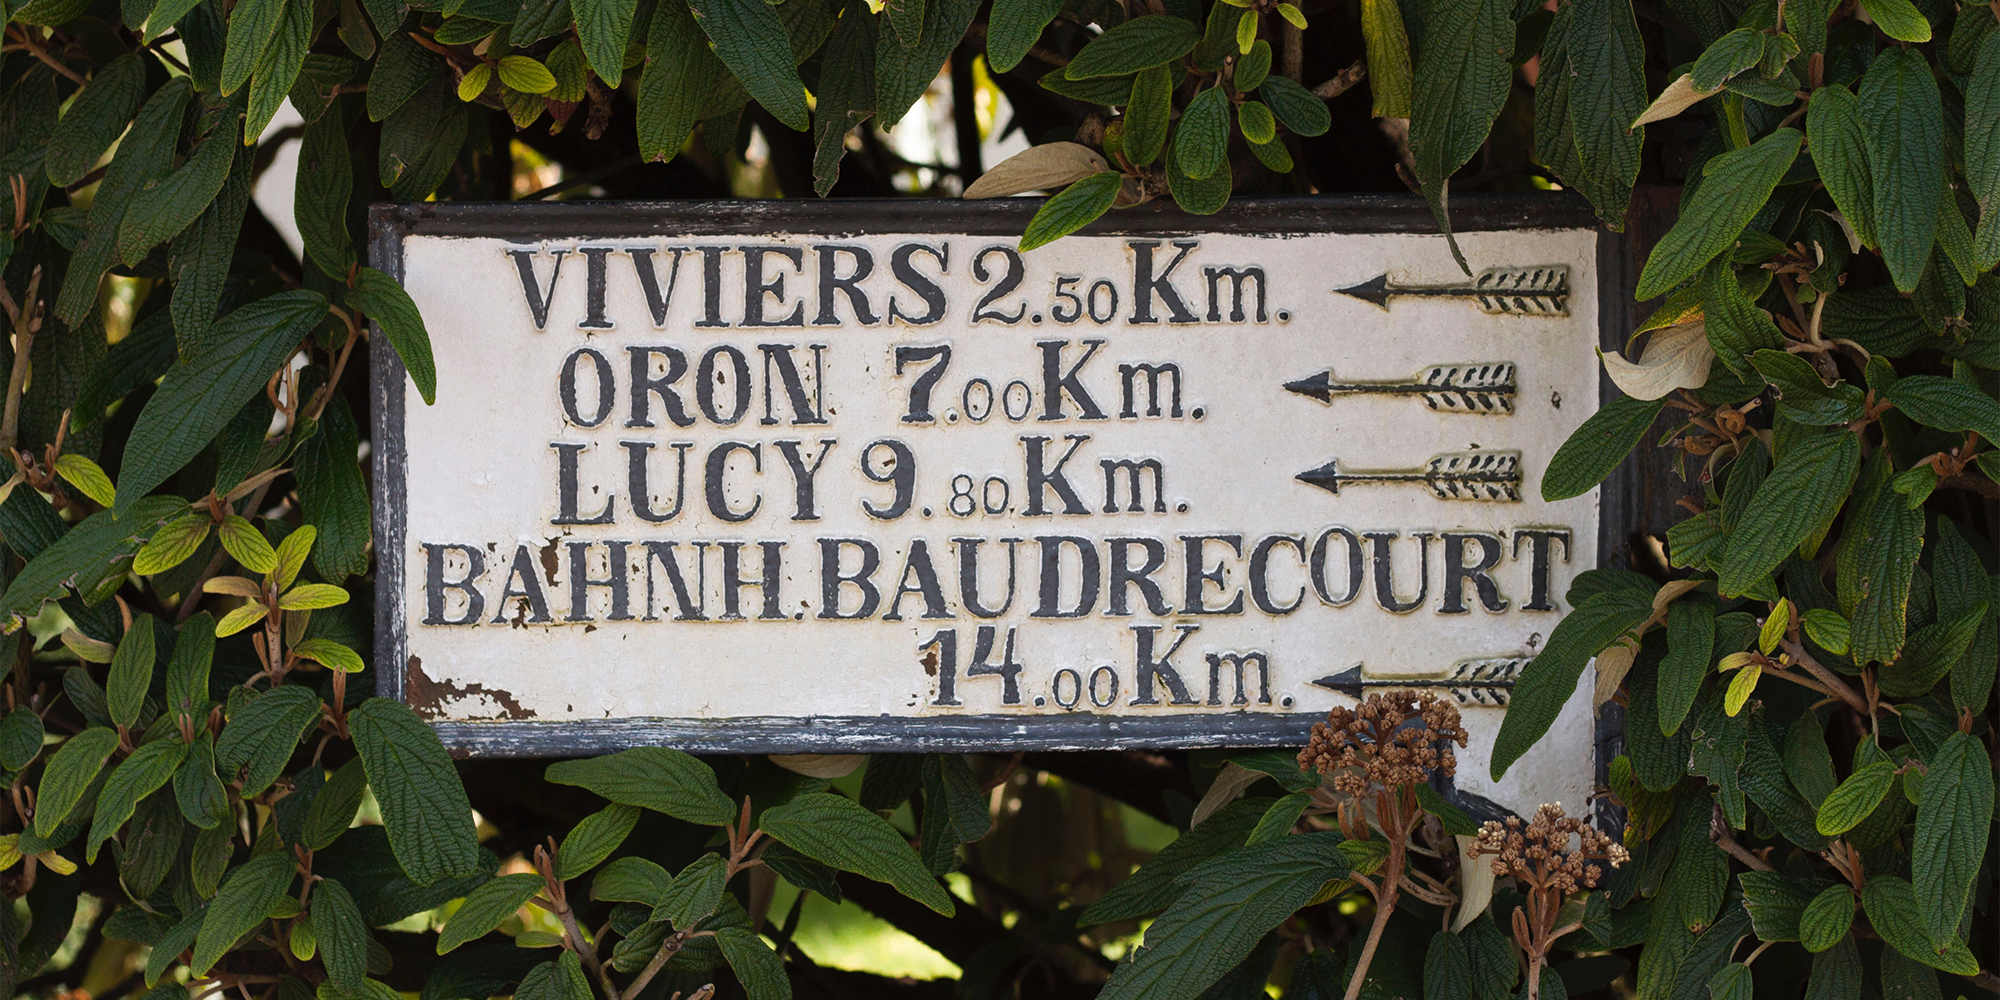 VIVIERS 2.50 Km.
ORON 7.00 Km.
LUCY 9.80 Km.
BAHNH. BAUDRECOURT
14.00 Km.